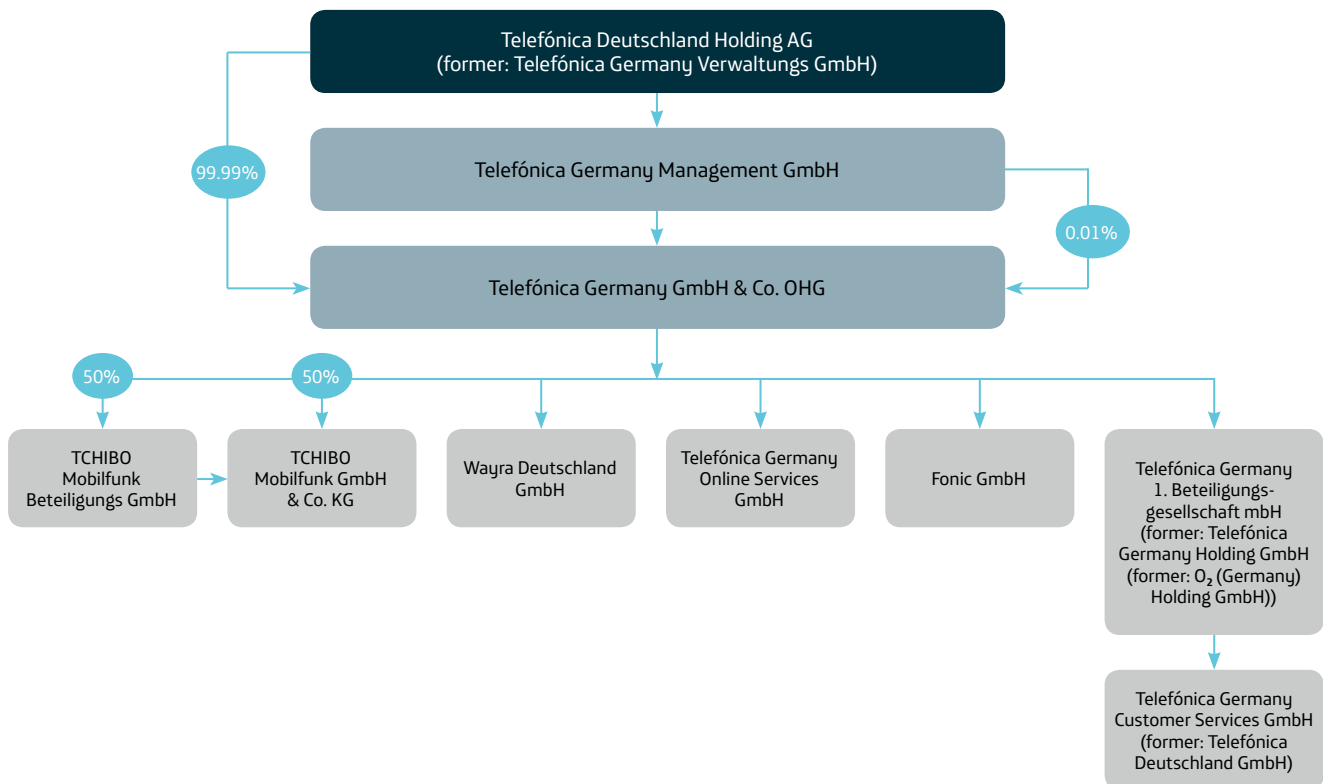 Telefónica Deutschland Holding AG
(former: Telefónica Germany Verwaltungs GmbH)
99.99%
Telefónica Germany Management GmbH
0.01%
Telefónica Germany GmbH & Co. OHG
50%
50%
TCHIBO
Mobilfunk
Beteiligungs GmbH
TCHIBO
Mobilfunk GmbH
& Co. KG
Wayra Deutschland
GmbH
Telefónica Germany
Online Services
GmbH
Fonic GmbH
Telefónica Germany
1. Beteiligungs-
gesellschaft mbH
(former: Telefónica
Germany Holding GmbH
(former: O₂ (Germany)
Holding GmbH))
Telefónica Germany
Customer Services GmbH
(former: Telefónica
Deutschland GmbH)